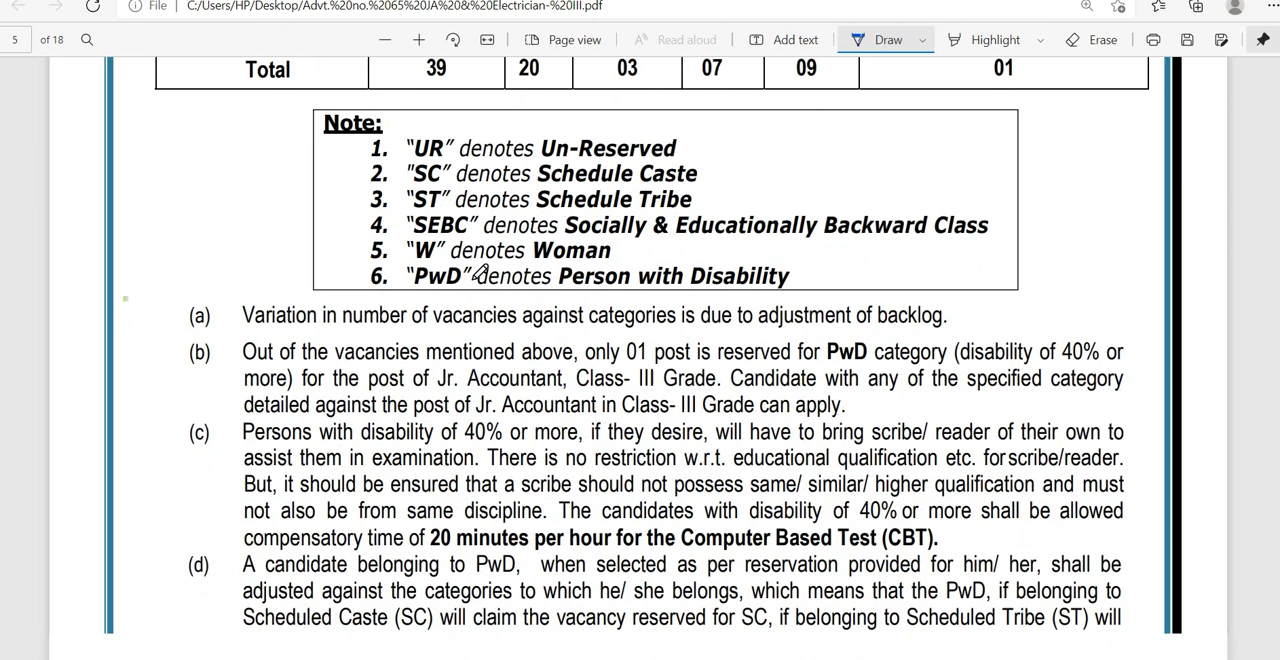 File C:/Users/HP/Desktop/Advt.%20no.%2065%20JA%20&%20Electrician-%20III.pdf
5 of 18 Page view Read aloud Add text Draw Highlight Erase
Total 39 20 03 07 09 01
Note:
1. “UR” denotes Un-Reserved
2. "SC” denotes Schedule Caste
3. “ST” denotes Schedule Tribe
4. “SEBC” denotes Socially & Educationally Backward Class
5. “W” denotes Woman
6. “PwD” denotes Person with Disability
(a) Variation in number of vacancies against categories is due to adjustment of backlog.
(b) Out of the vacancies mentioned above, only 01 post is reserved for PwD category (disability of 40% or
more) for the post of Jr. Accountant, Class- III Grade. Candidate with any of the specified category
detailed against the post of Jr. Accountant in Class- III Grade can apply.
(c) Persons with disability of 40% or more, if they desire, will have to bring scribe/ reader of their own to
assist them in examination. There is no restriction w.r.t. educational qualification etc. for scribe/reader.
But, it should be ensured that a scribe should not possess same/ similar/ higher qualification and must
not also be from same discipline. The candidates with disability of 40% or more shall be allowed
compensatory time of 20 minutes per hour for the Computer Based Test (CBT).
(d) A candidate belonging to PwD, when selected as per reservation provided for him/ her, shall be
adjusted against the categories to which he/ she belongs, which means that the PwD, if belonging to
Scheduled Caste (SC) will claim the vacancy reserved for SC, if belonging to Scheduled Tribe (ST) will